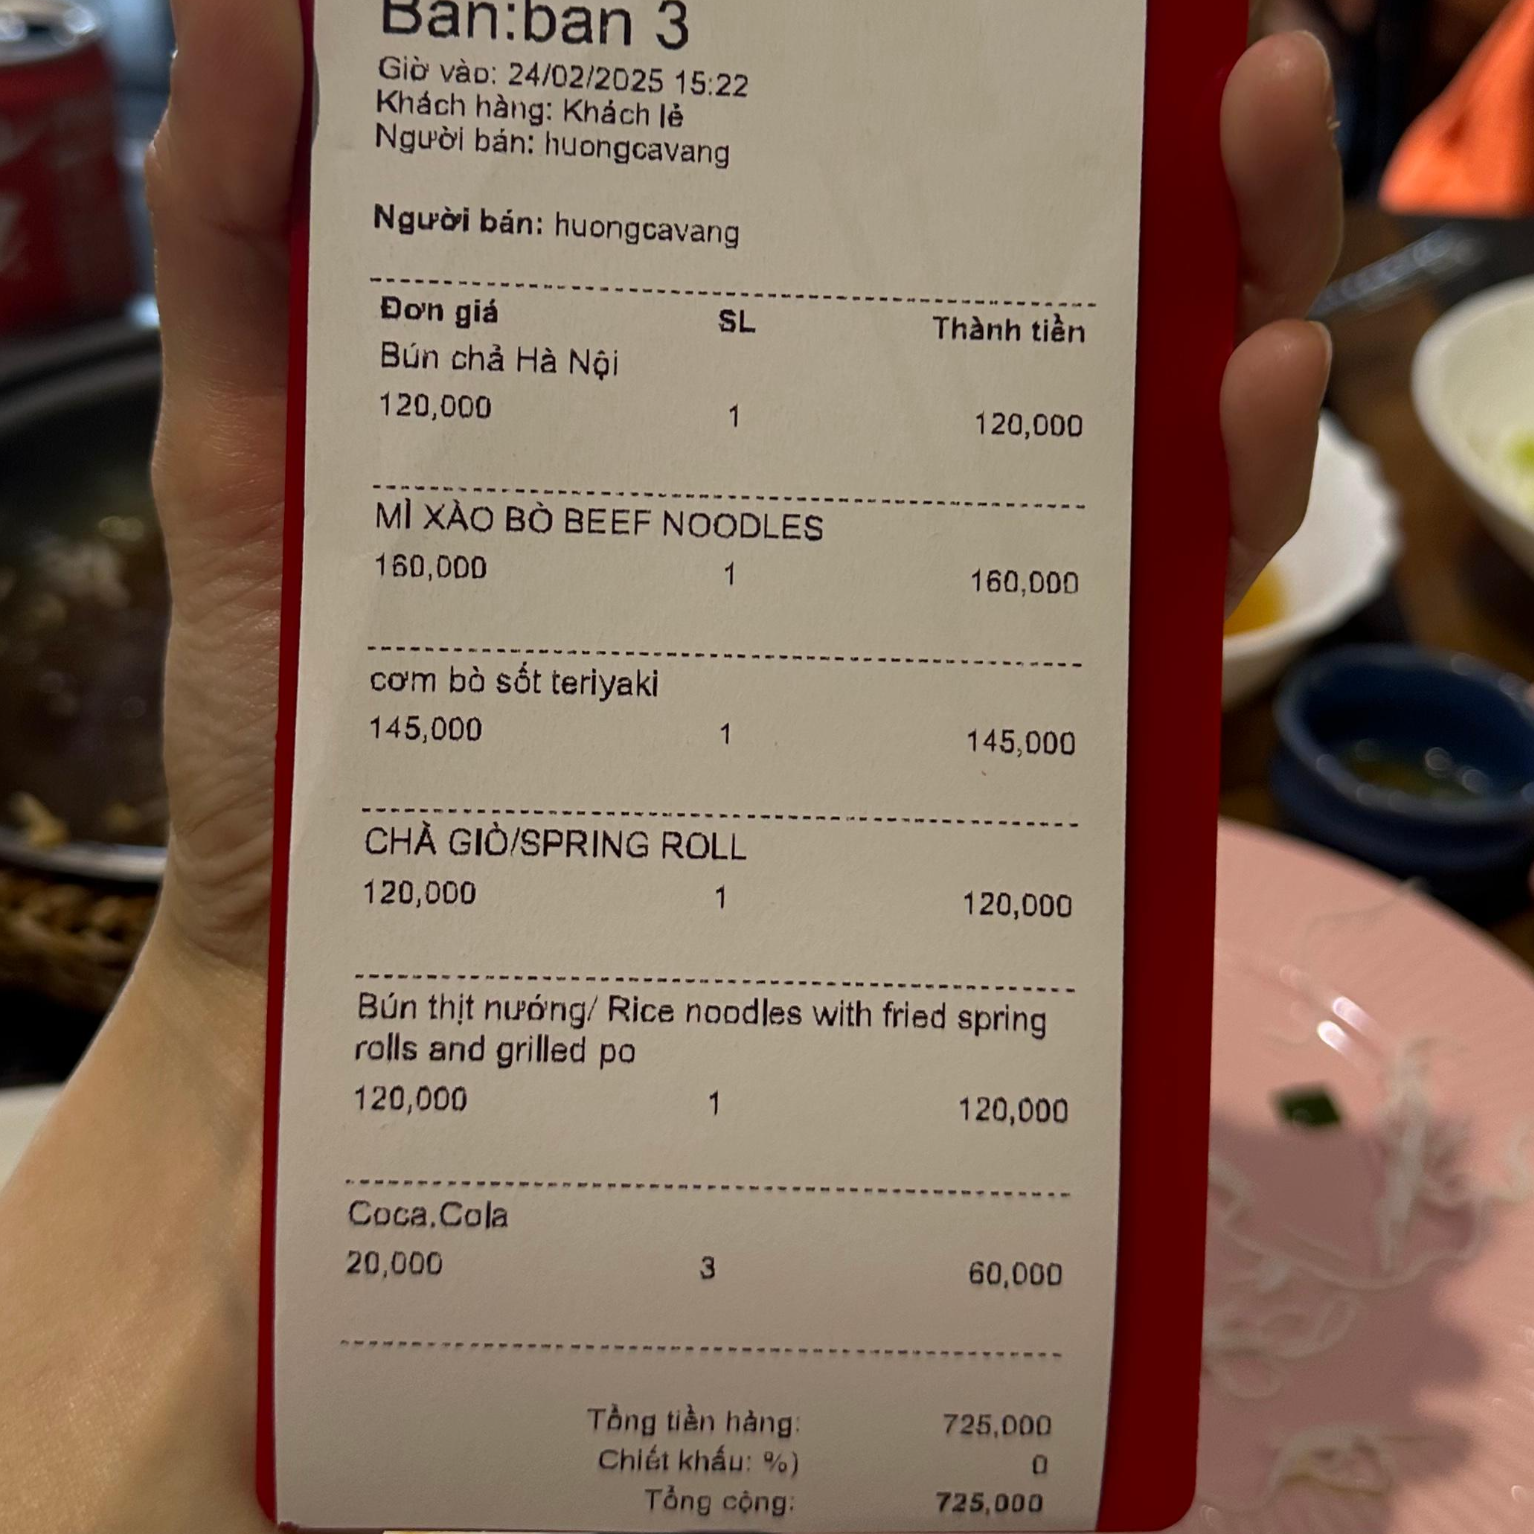 Bàn:bàn 3
Giờ vào: 24/02/2025 15:22
Khách hàng: Khách lẻ
Người bán: huongcavang
Người bán: huongcavang
Đơn giá SL Thành tiền
Bún chả Hà Nội
120,000 1 120,000
MÌ XÀO BÒ BEEF NOODLES
160,000 1 160,000
cơm bò sốt teriyaki
145,000 1 145,000
CHẢ GIÒ/SPRING ROLL
120,000 1 120,000
Bún thịt nướng/ Rice noodles with fried spring
rolls and grilled po
120,000 1 120,000
Coca.Cola
20,000 3 60,000
Tổng tiền hàng: 725,000
Chiết khấu: %) 0
Tổng cộng: 725,000